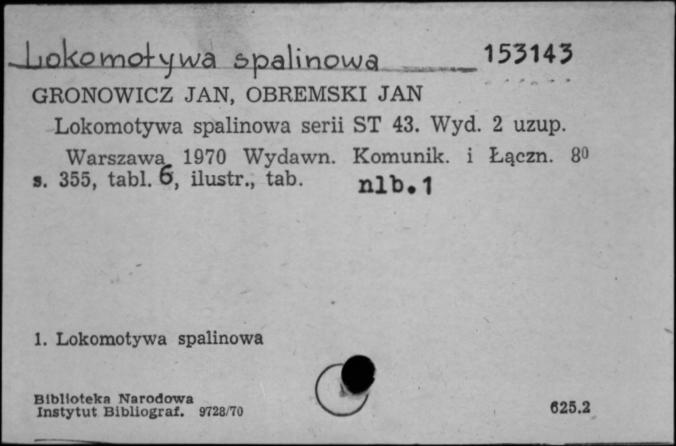 Lokomotywa spalinowa 153143
GRONOWICZ JAN, OBREMSKI JAN
Lokomotywa spalinowa serii ST 43. Wyd. 2 uzup.
Warszawa 1970 Wydawn. Komunik. i Łączn. 8⁰
s. 355, tabl. 6, ilustr., tab. nlb. 1
1. Lokomotywa spalinowa
Biblioteka Narodowa
Instytut Bibliograf. 9728/70 625.2